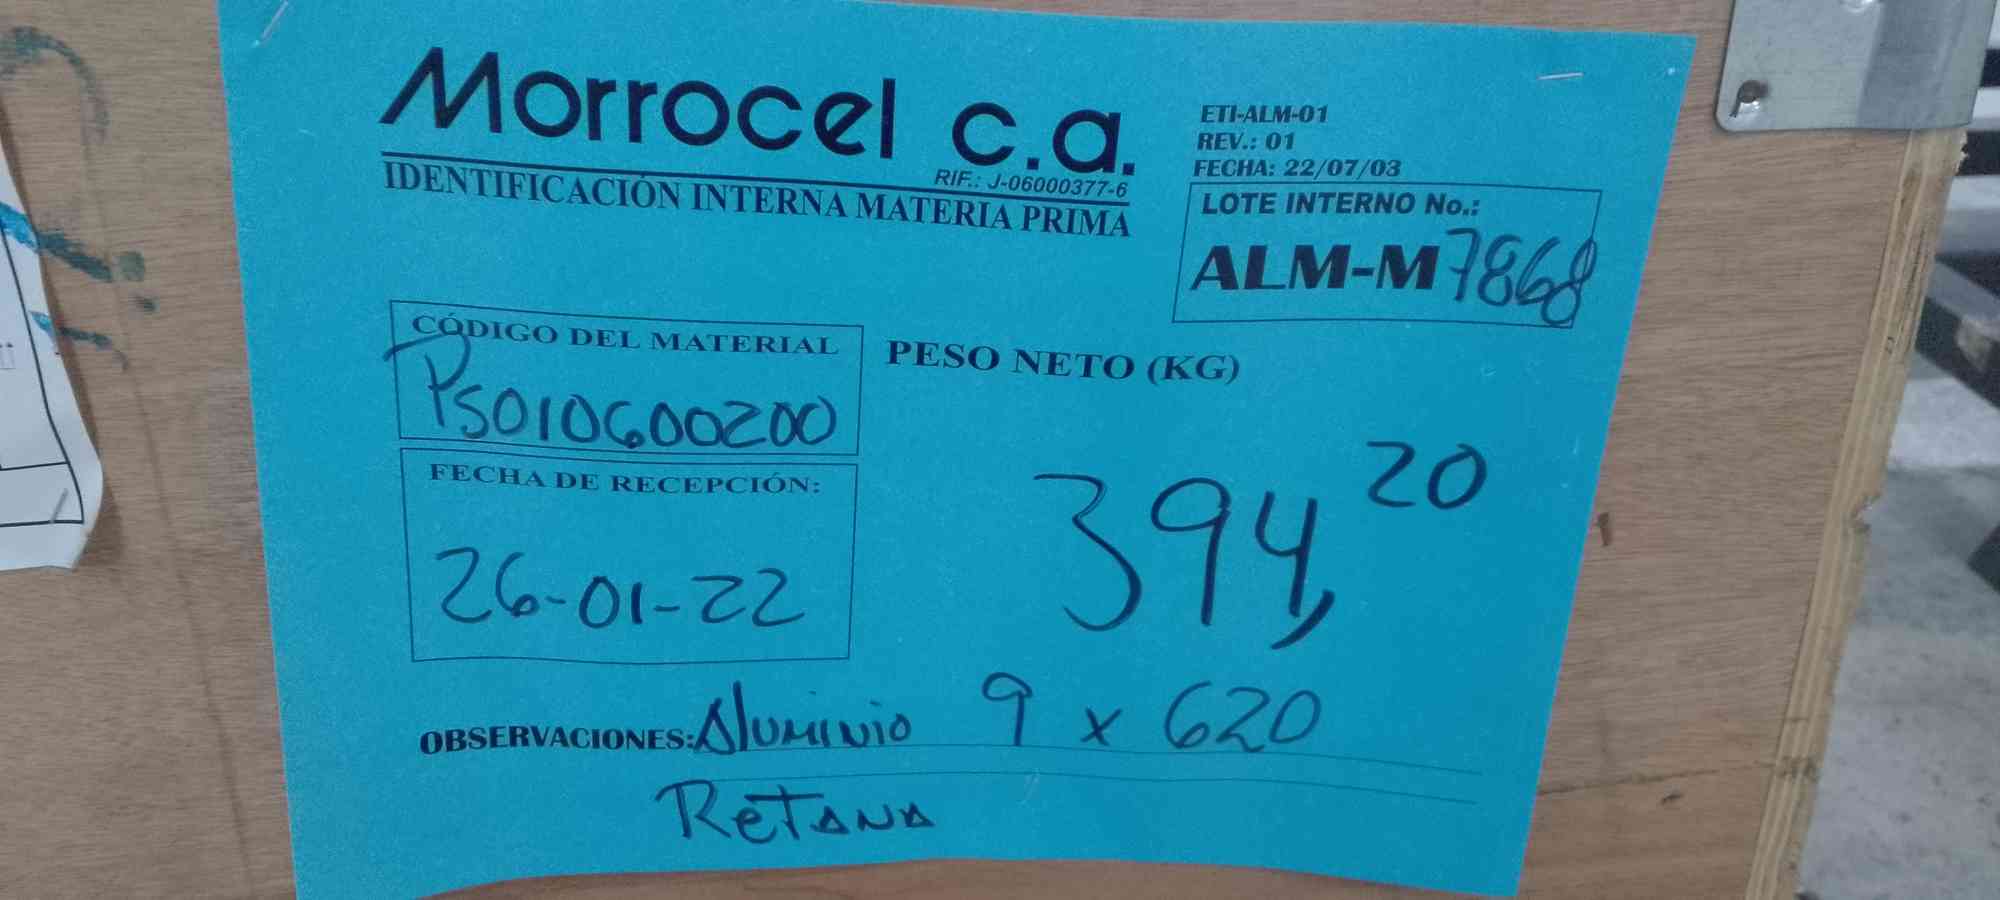 Morrocel c.a.
RIF.: J-06000377-6
IDENTIFICACIÓN INTERNA MATERIA PRIMA
ETI-ALM-01
REV.: 01
FECHA: 22/07/03
LOTE INTERNO No.:
ALM-M 7868
CÓDIGO DEL MATERIAL
PS010600200
PESO NETO (KG)
394,20
FECHA DE RECEPCIÓN:
26-01-22
OBSERVACIONES: Aluminio 9 x 620
Retana